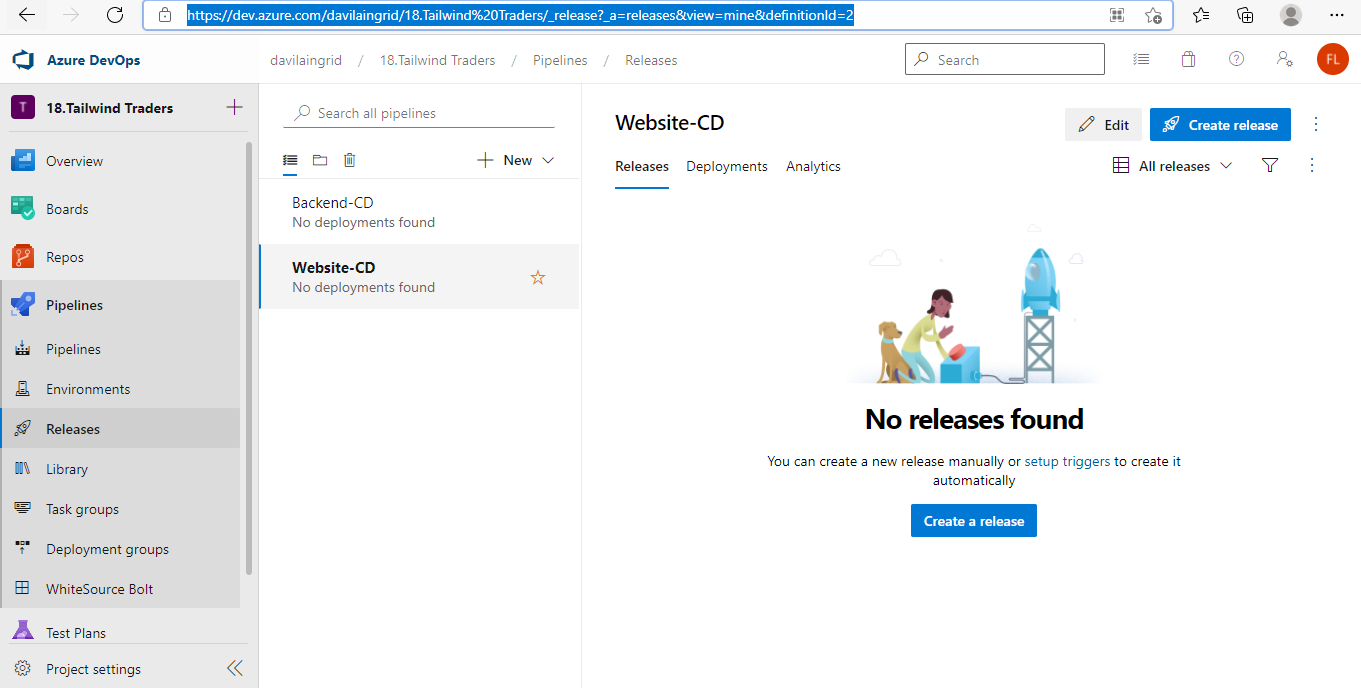 https://dev.azure.com/davilaingrid/18.Tailwind%20Traders/_release?_a=releases&view=mine&definitionId=2
Azure DevOps
davilaingrid / 18.Tailwind Traders / Pipelines / Releases
Search
FL
T 18.Tailwind Traders
Overview
Boards
Repos
Pipelines
Pipelines
Environments
Releases
Library
Task groups
Deployment groups
WhiteSource Bolt
Test Plans
Project settings
Search all pipelines
New
Backend-CD
No deployments found
Website-CD
No deployments found
Website-CD
Edit
Create release
Releases Deployments Analytics
All releases
No releases found
You can create a new release manually or setup triggers to create it
automatically
Create a release